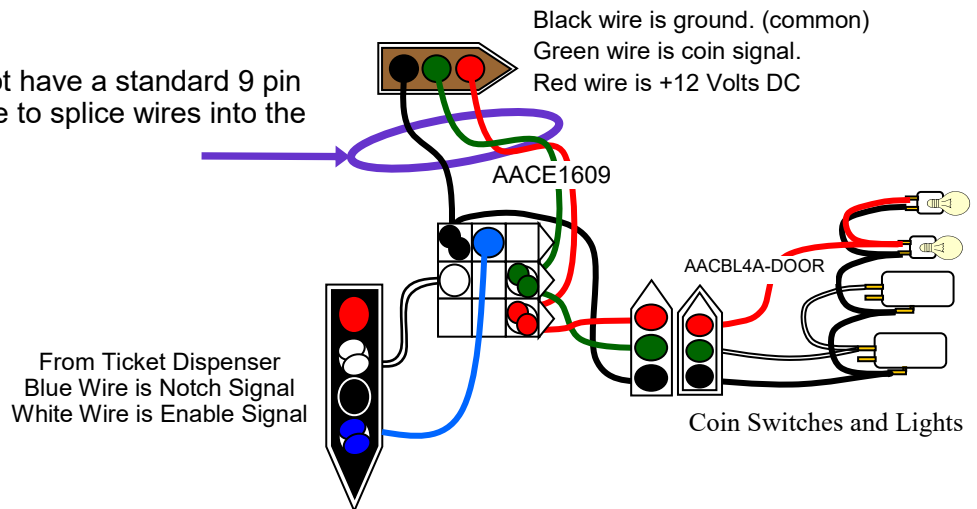 Black wire is ground. (common)
Green wire is coin signal.
Red wire is +12 Volts DC
have a standard 9 pin
to splice wires into the
AACE1609
AACBL4A-DOOR
From Ticket Dispenser
Blue Wire is Notch Signal
White Wire is Enable Signal
Coin Switches and Lights